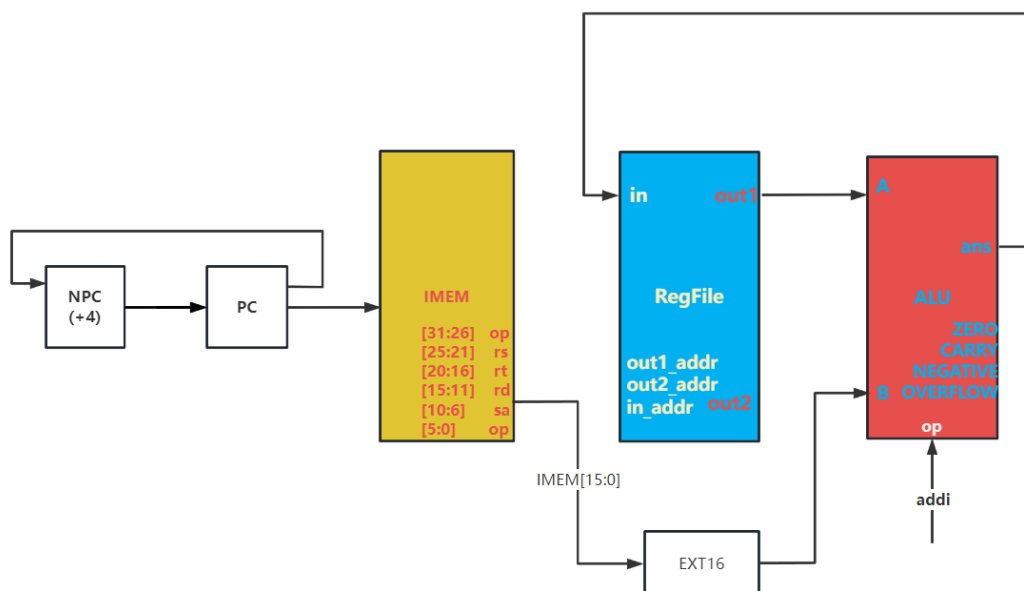 NPC
(+4)
PC
IMEM
[31:26] op
[25:21] rs
[20:16] rt
[15:11] rd
[10:6] sa
[5:0] op
IMEM[15:0]
in
out1
RegFile
out1_addr
out2_addr
in_addr
out2
EXT16
A
ans
ALU
ZERO
CARRY
NEGATIVE
B OVERFLOW
op
addi